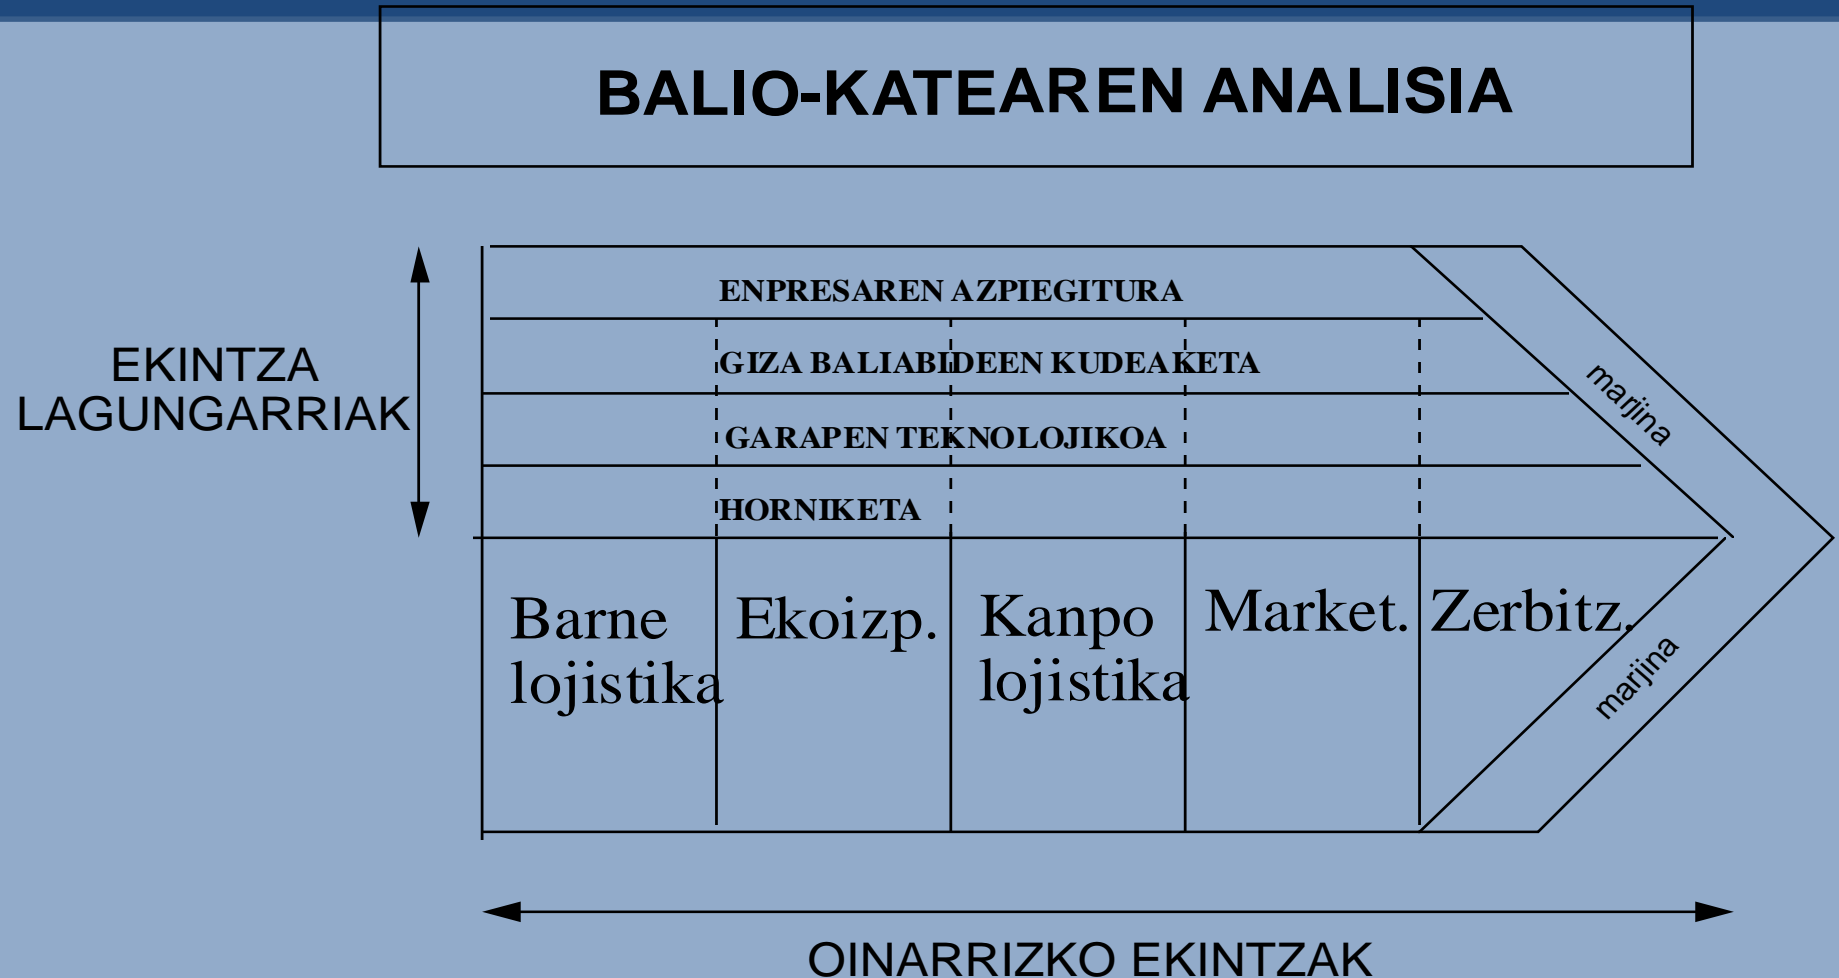 BALIO-KATEAREN ANALISIA
EKINTZA
LAGUNGARRIAK
ENPRESAREN AZPIEGITURA
GIZA BALIABIDEEN KUDEAKETA
GARAPEN TEKNOLOJIKOA
HORNIKETA
marjina
Barne
lojistika
Ekoizp.
Kanpo
lojistika
Market.
Zerbitz.
marjina
OINARRIZKO EKINTZAK